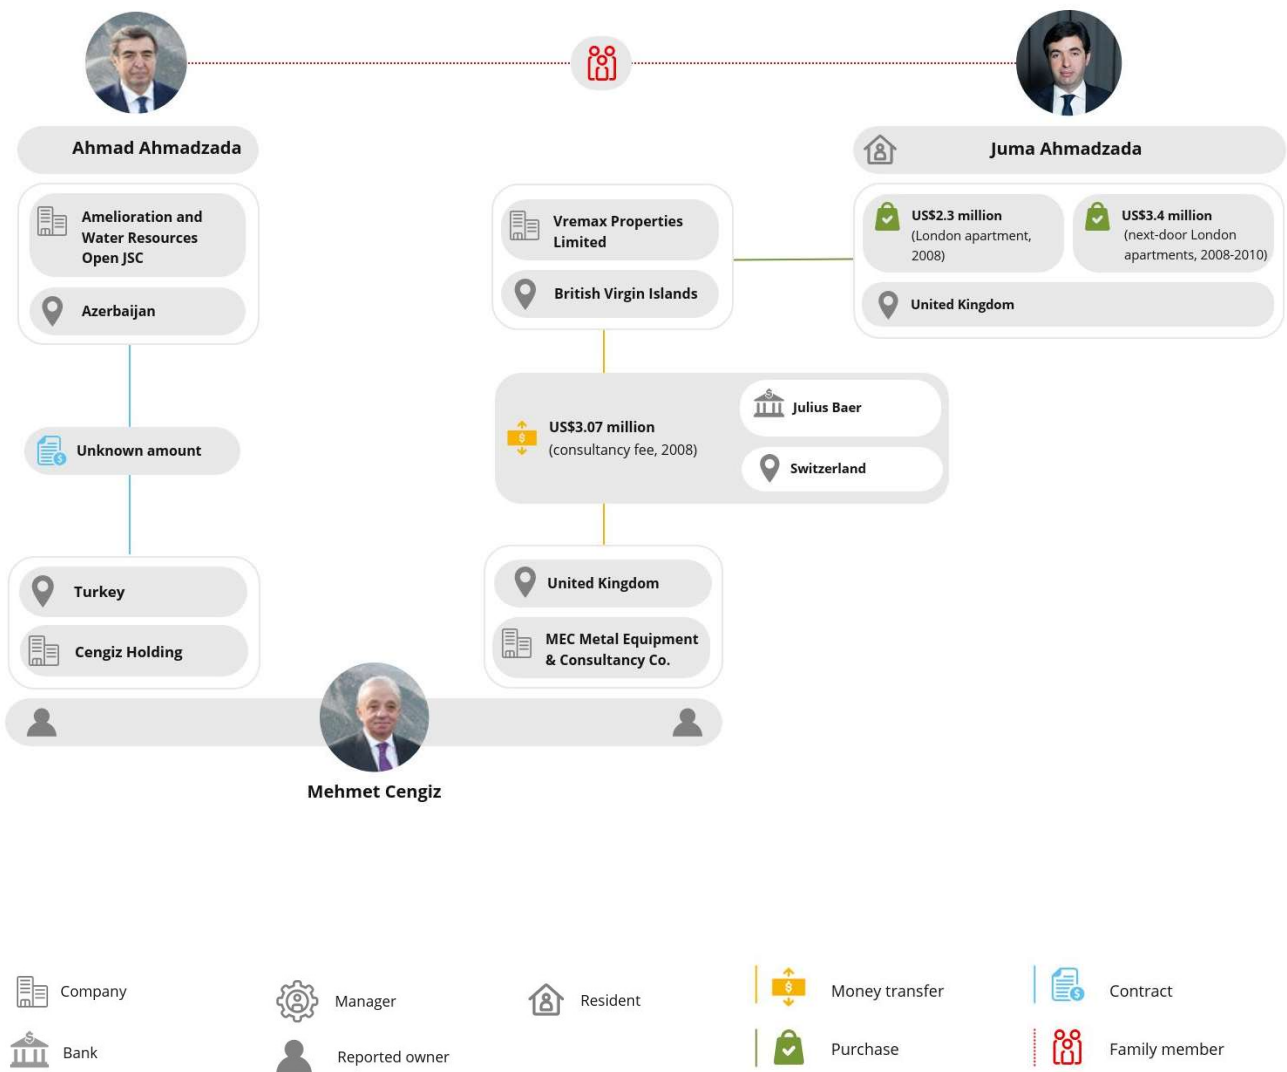 Ahmad Ahmadzada
Juma Ahmadzada
Amelioration and
Water Resources
Open JSC
Azerbaijan
Vremax Properties
Limited
British Virgin Islands
US$2.3 million
(London apartment,
2008)
US$3.4 million
(next-door London
apartments, 2008-2010)
United Kingdom
Unknown amount
US$3.07 million
(consultancy fee, 2008)
Julius Baer
Switzerland
Turkey
Cengiz Holding
United Kingdom
MEC Metal Equipment
& Consultancy Co.
Mehmet Cengiz
Company
Manager
Resident
Money transfer
Contract
Bank
Reported owner
Purchase
Family member